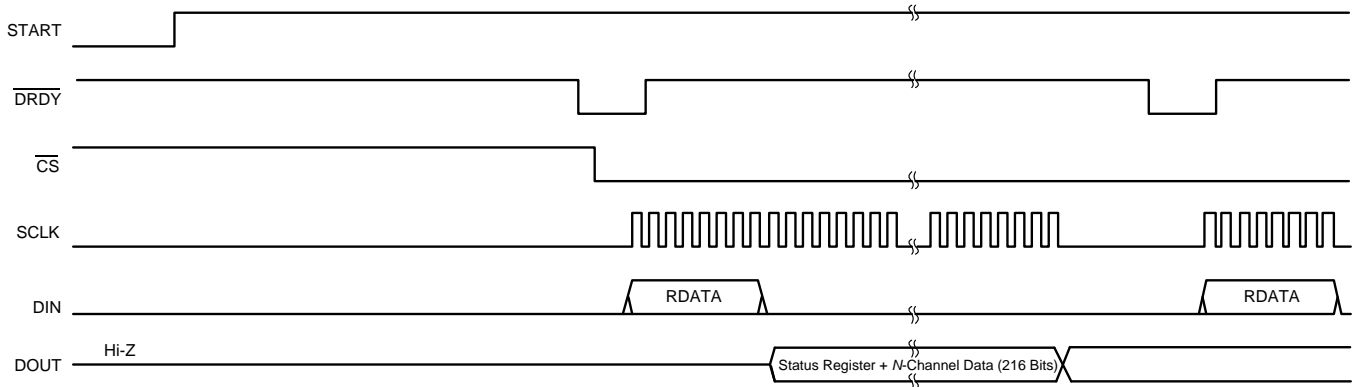 START
DRDY
CS
SCLK
DIN
RDATA RDATA
Hi-Z
DOUT
Status Register + N-Channel Data (216 Bits)